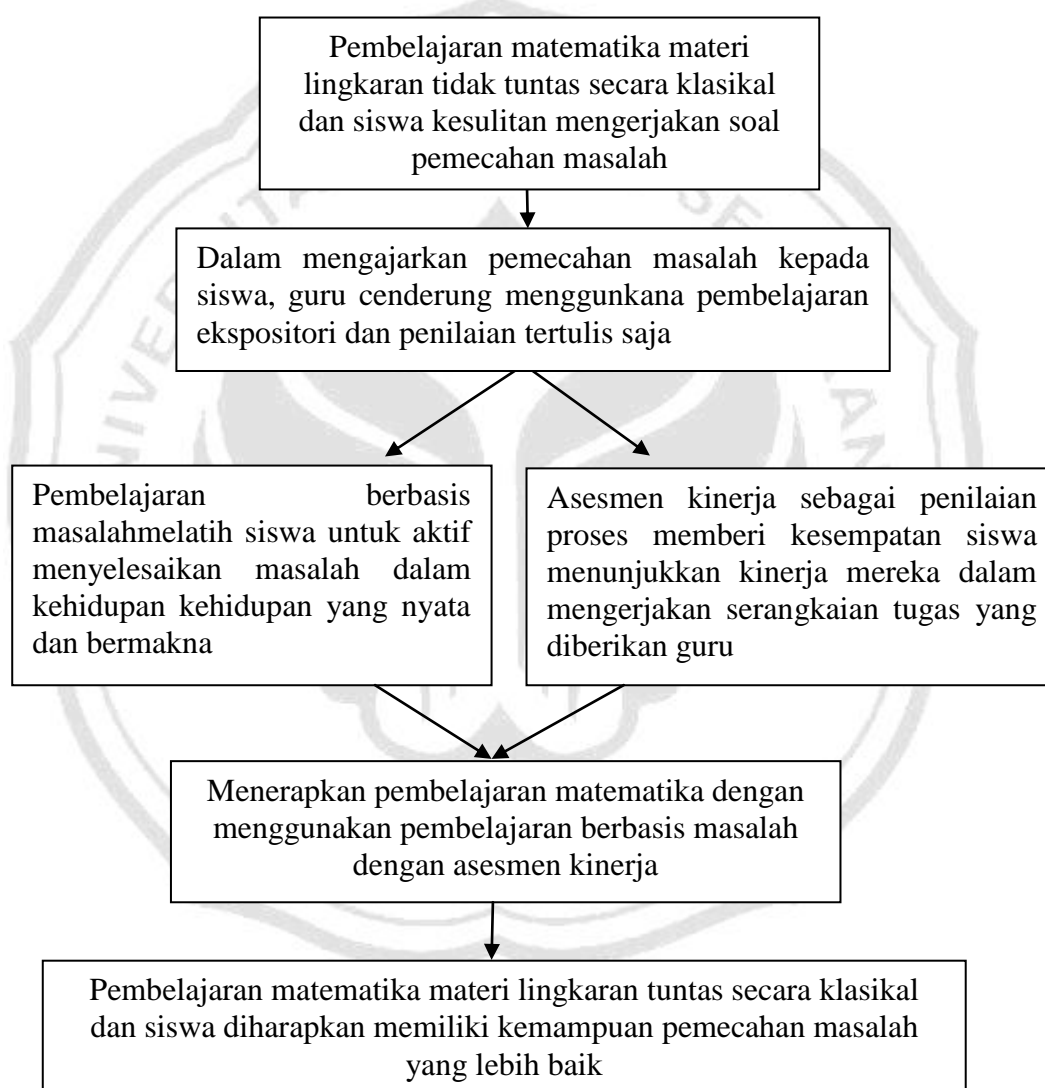 Pembelajaran matematika materi
lingkaran tidak tuntas secara klasikal
dan siswa kesulitan mengerjakan soal
pemecahan masalah
Dalam mengajarkan pemecahan masalah kepada
siswa, guru cenderung menggunkana pembelajaran
ekspositori dan penilaian tertulis saja
Pembelajaran berbasis
masalahmelatih siswa untuk aktif
menyelesaikan masalah dalam
kehidupan kehidupan yang nyata
dan bermakna
Asesmen kinerja sebagai penilaian
proses memberi kesempatan siswa
menunjukkan kinerja mereka dalam
mengerjakan serangkaian tugas yang
diberikan guru
Menerapkan pembelajaran matematika dengan
menggunakan pembelajaran berbasis masalah
dengan asesmen kinerja
Pembelajaran matematika materi lingkaran tuntas secara klasikal
dan siswa diharapkan memiliki kemampuan pemecahan masalah
yang lebih baik